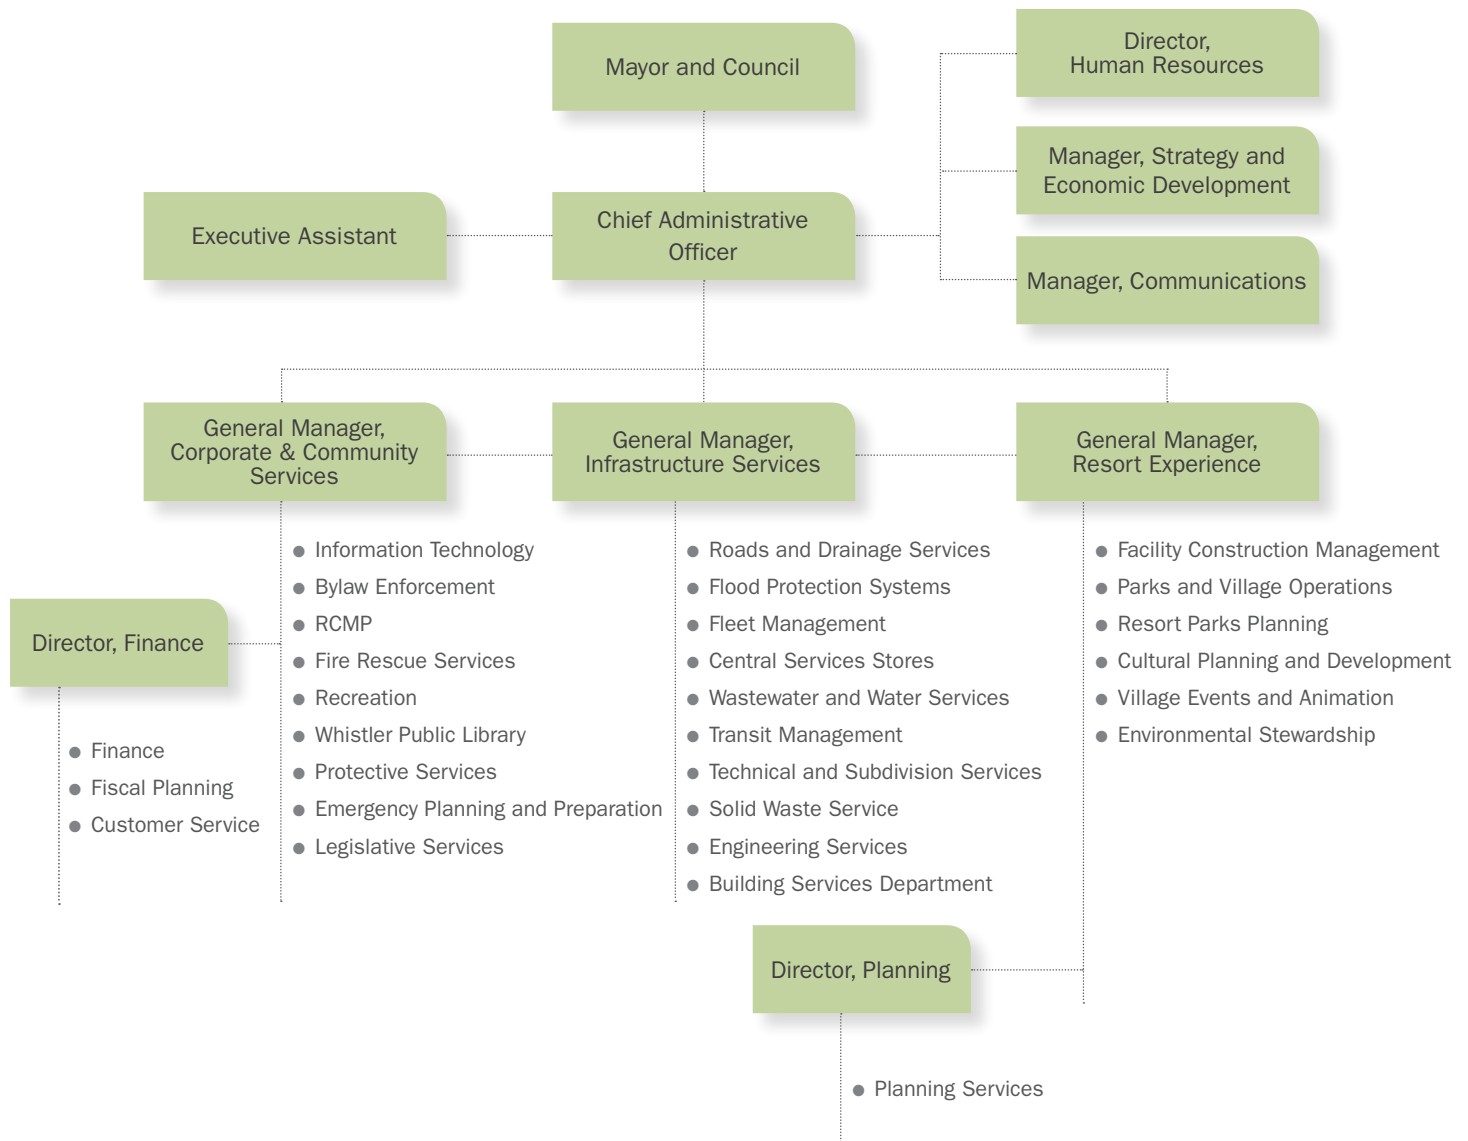 Mayor and Council
Director,
Human Resources
Manager, Strategy and
Economic Development
Executive Assistant
Chief Administrative
Officer
Manager, Communications
General Manager,
Corporate & Community
Services
General Manager,
Infrastructure Services
General Manager,
Resort Experience
Information Technology
Bylaw Enforcement
RCMP
Fire Rescue Services
Recreation
Whistler Public Library
Protective Services
Emergency Planning and Preparation
Legislative Services
Director, Finance
Finance
Fiscal Planning
Customer Service
Roads and Drainage Services
Flood Protection Systems
Fleet Management
Central Services Stores
Wastewater and Water Services
Transit Management
Technical and Subdivision Services
Solid Waste Service
Engineering Services
Building Services Department
Facility Construction Management
Parks and Village Operations
Resort Parks Planning
Cultural Planning and Development
Village Events and Animation
Environmental Stewardship
Director, Planning
Planning Services